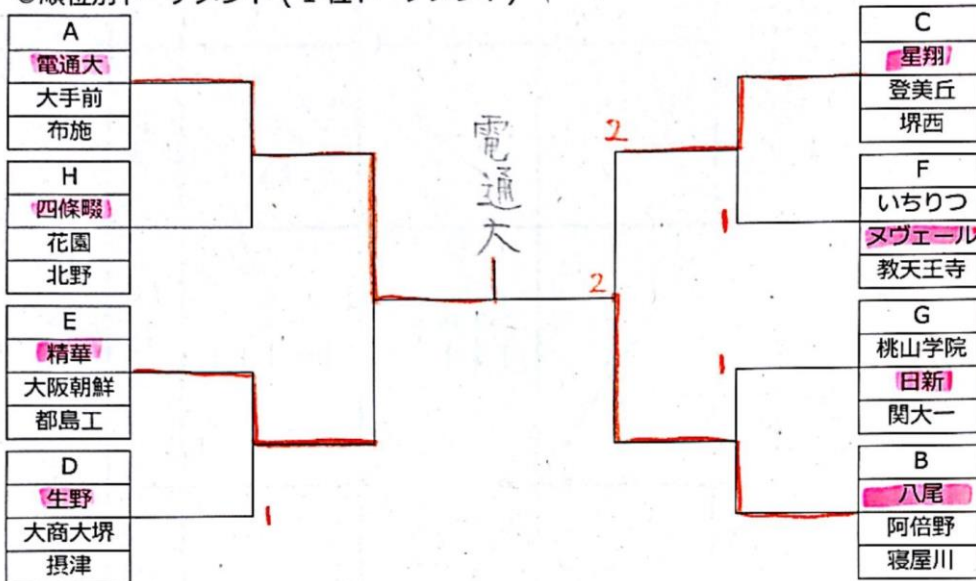 A
電通大
大手前
布施
H
四條畷
花園
北野
E
精華
大阪朝鮮
都島工
D
生野
大商大堺
摂津
1
電通大
2
2
1
1
C
星翔
登美丘
堺西
F
いちりつ
ヌヴェール
教天王寺
G
桃山学院
日新
関大一
B
八尾
阿倍野
寝屋川